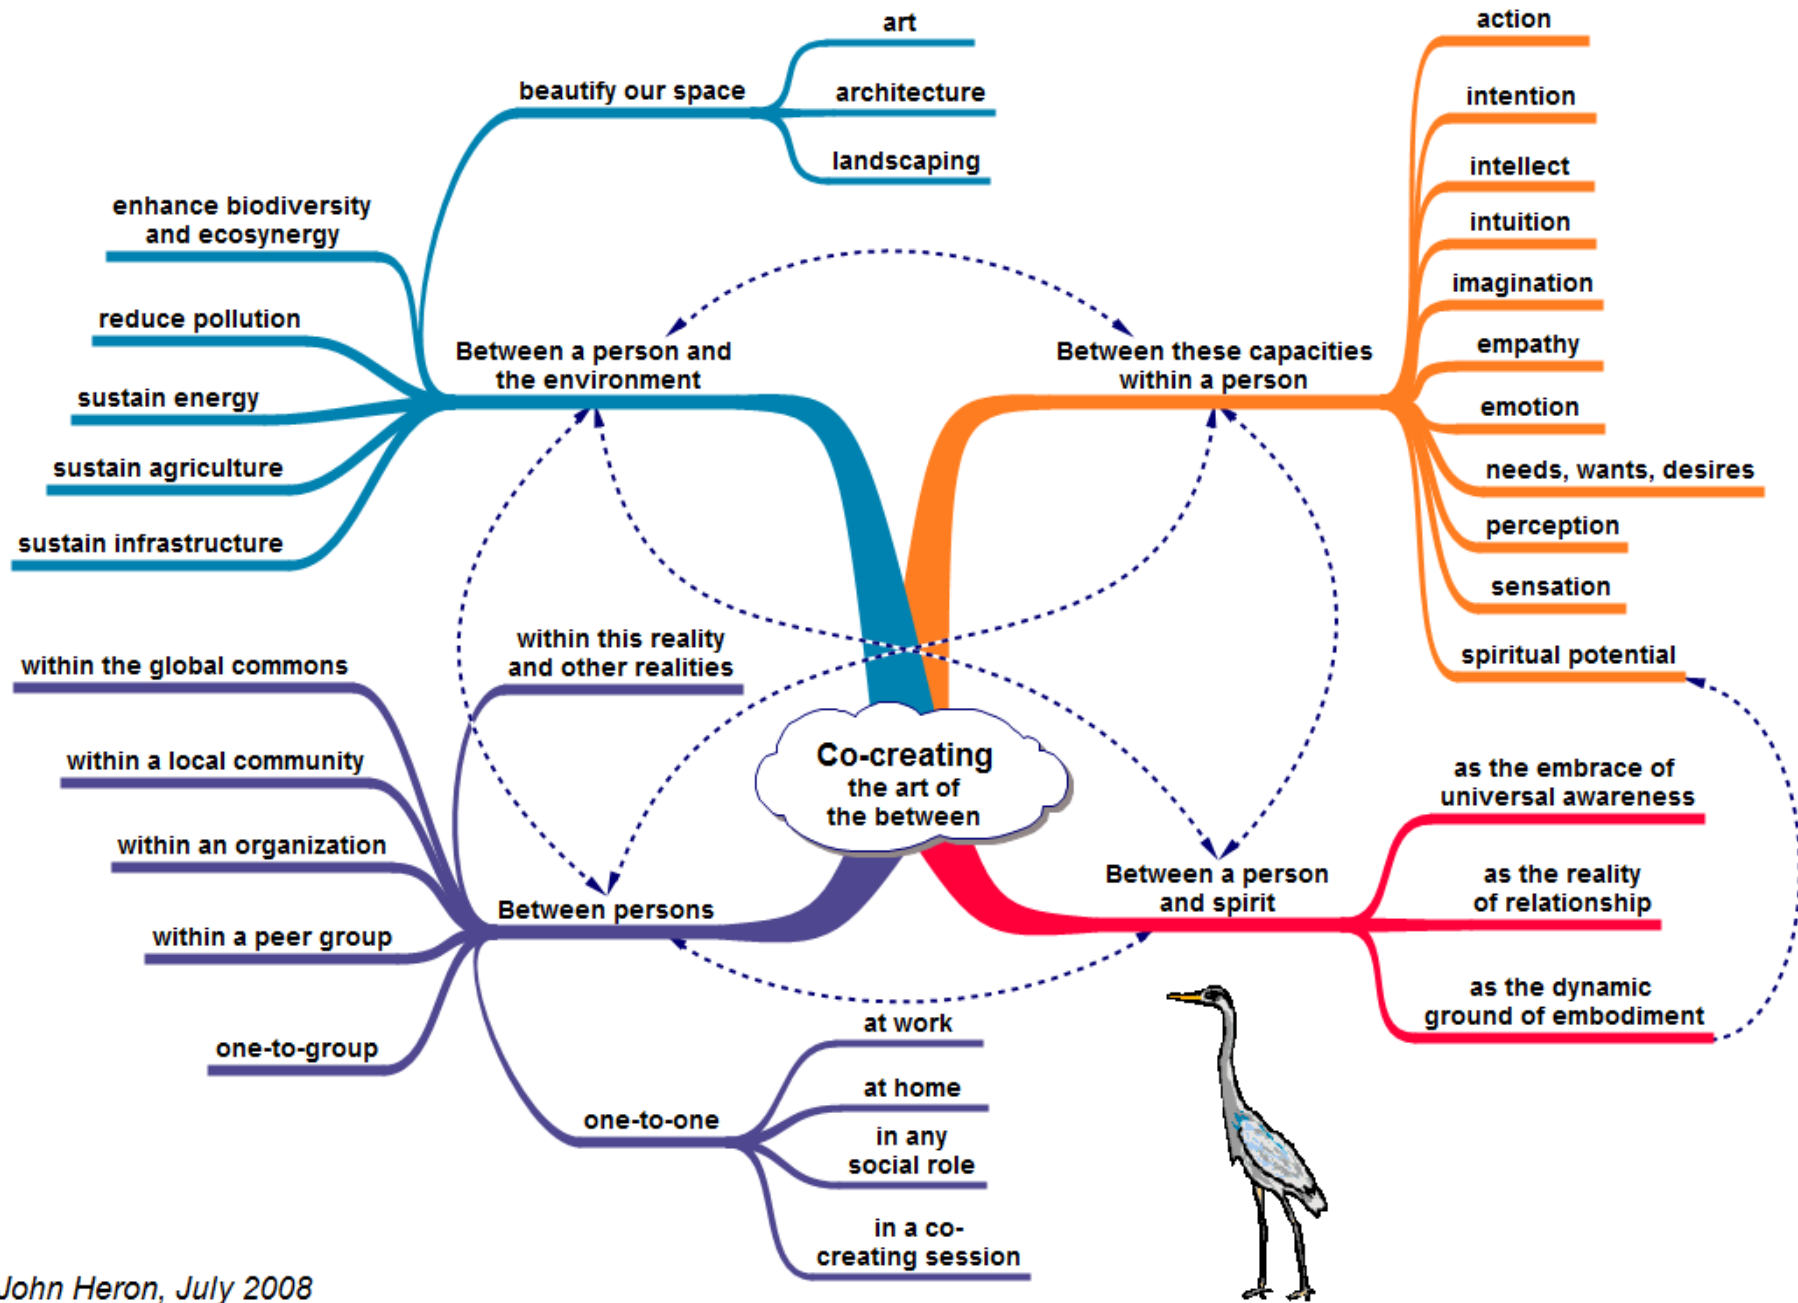 Co-creating
the art of
the between
Between a person and
the environment
beautify our space
art
architecture
landscaping
enhance biodiversity
and ecosynergy
reduce pollution
sustain energy
sustain agriculture
sustain infrastructure
Between these capacities
within a person
action
intention
intellect
intuition
imagination
empathy
emotion
needs, wants, desires
perception
sensation
spiritual potential
Between persons
within this reality
and other realities
within the global commons
within a local community
within an organization
within a peer group
one-to-group
one-to-one
at work
at home
in any
social role
in a co-
creating session
Between a person
and spirit
as the embrace of
universal awareness
as the reality
of relationship
as the dynamic
ground of embodiment
John Heron, July 2008